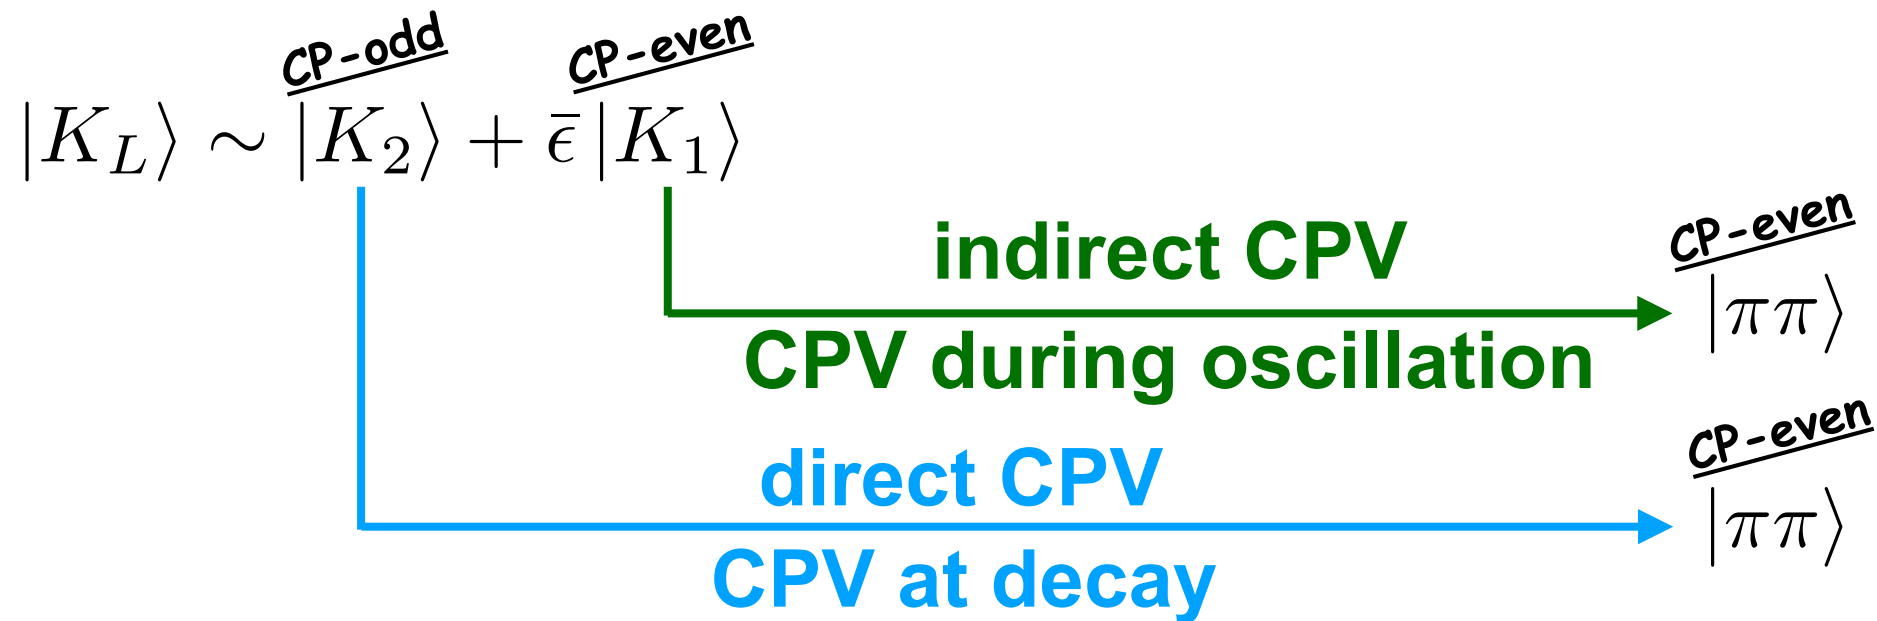 CP-odd CP-even
|K_L⟩ ∼ |K_2⟩ + ϵ̄ |K_1⟩
CP-even
indirect CPV
|ππ⟩
CPV during oscillation
CP-even
direct CPV
|ππ⟩
CPV at decay